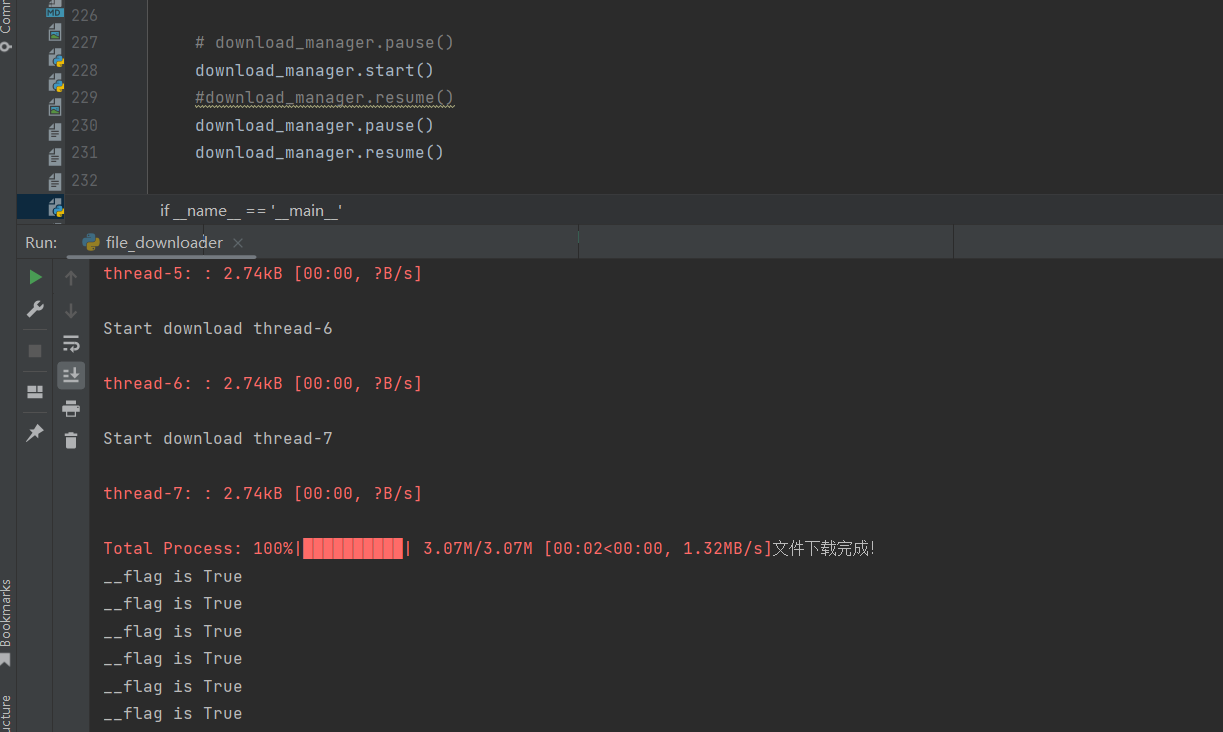 Comm
MD
226
227 # download_manager.pause()
228 download_manager.start()
229 #download_manager.resume()
230 download_manager.pause()
231 download_manager.resume()
232
if __name__ == '__main__'
Run: file_downloader
thread-5: : 2.74kB [00:00, ?B/s]
Start download thread-6
thread-6: : 2.74kB [00:00, ?B/s]
Start download thread-7
thread-7: : 2.74kB [00:00, ?B/s]
Total Process: 100%|██████████| 3.07M/3.07M [00:02<00:00, 1.32MB/s]文件下载完成!
__flag is True
__flag is True
__flag is True
__flag is True
__flag is True
__flag is True
Bookmarks
ucture